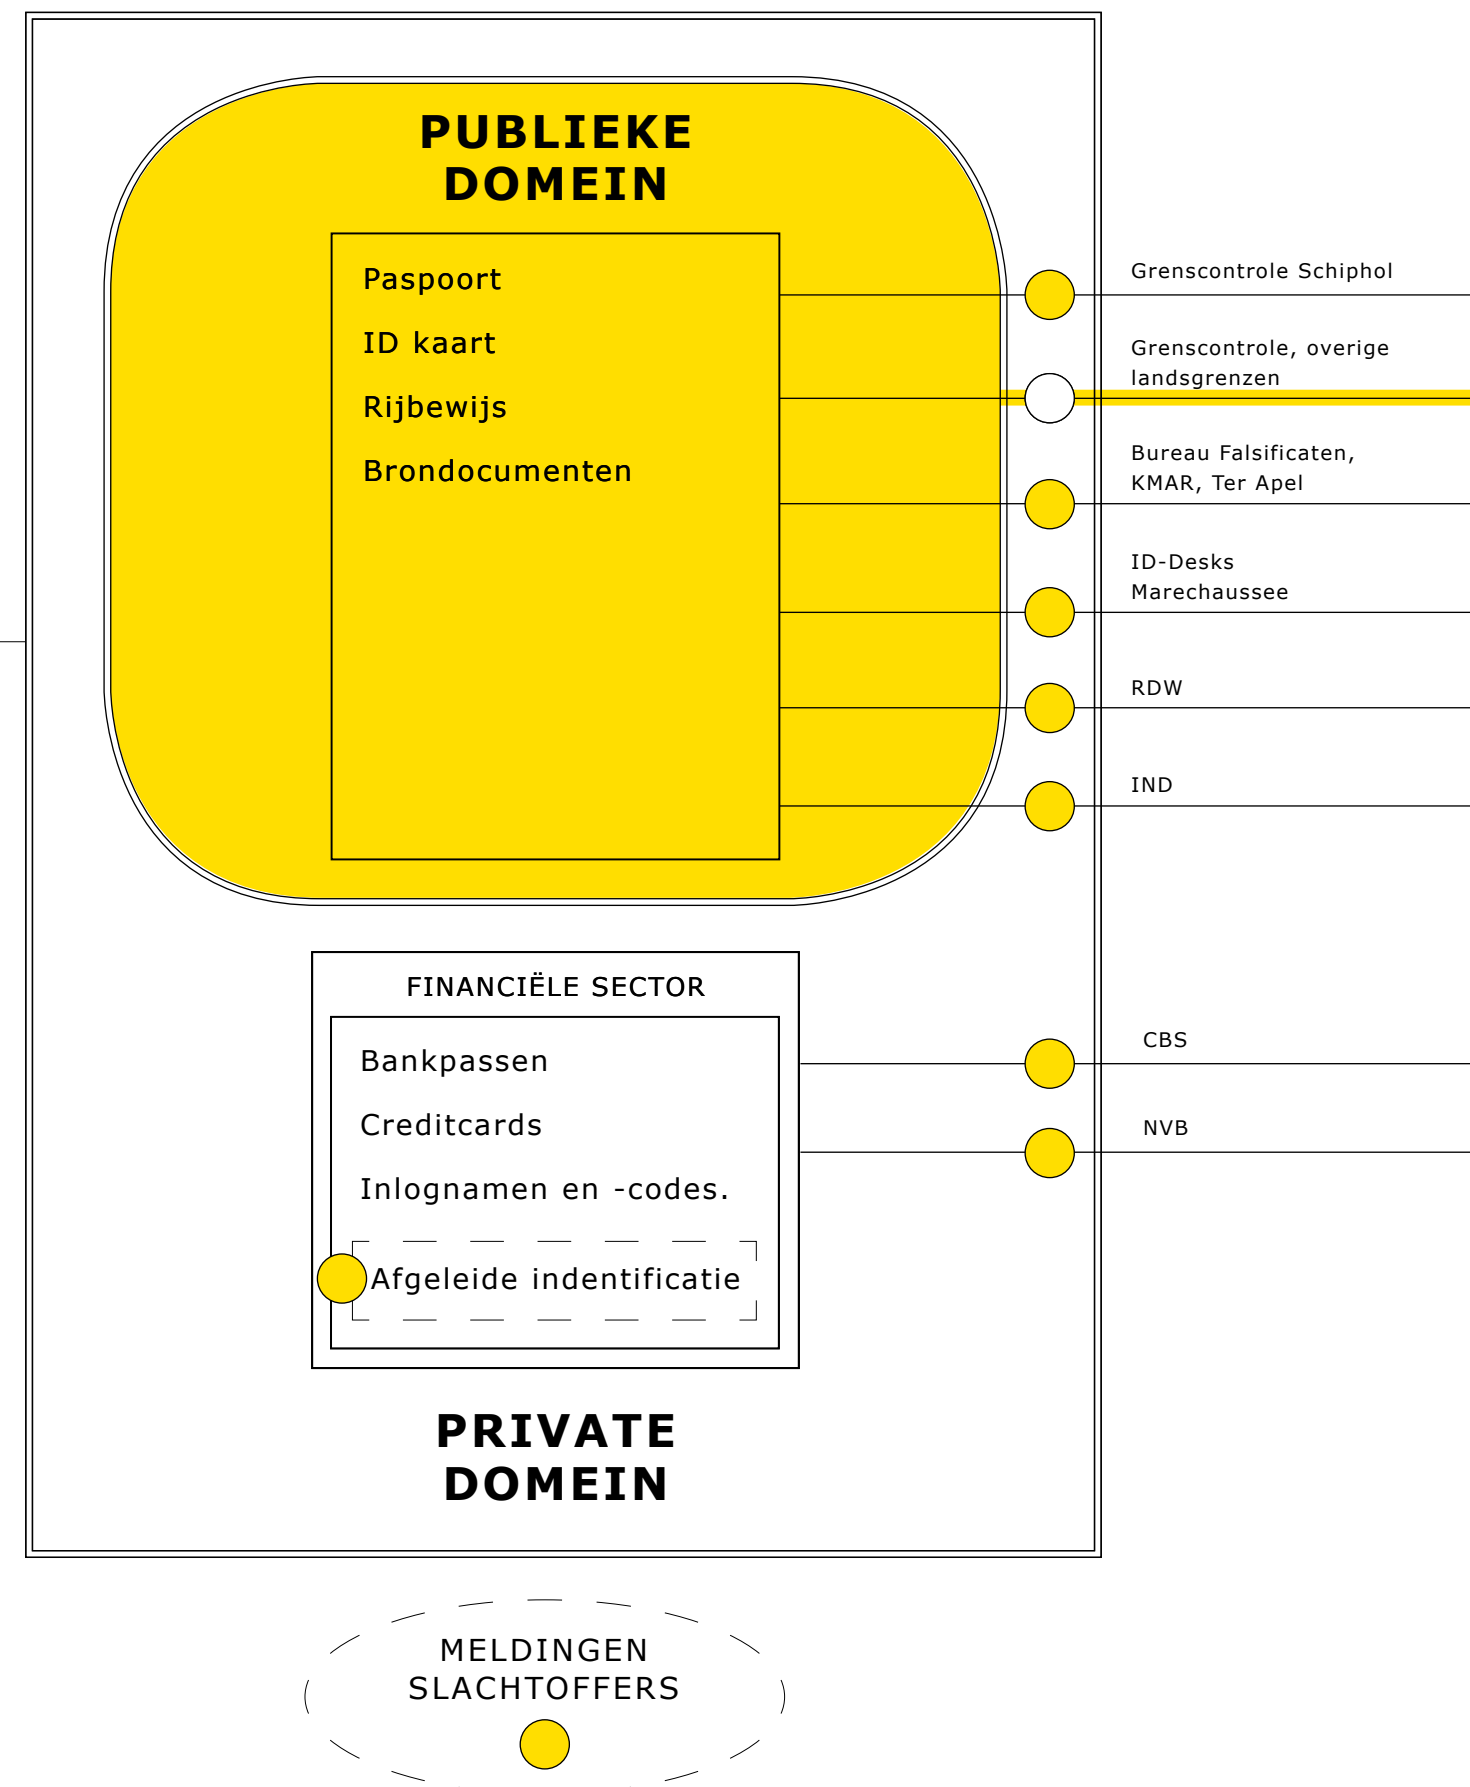 PUBLIEKE
DOMEIN
Paspoort
ID kaart
Rijbewijs
Brondocumenten
Grenscontrole Schiphol
Grenscontrole, overige
landsgrenzen
Bureau Falsificaten,
KMAR, Ter Apel
ID-Desks
Marechaussee
RDW
IND
FINANCIËLE SECTOR
Bankpassen
Creditcards
Inlognamen en -codes.
Afgeleide indentificatie
CBS
NVB
PRIVATE
DOMEIN
MELDINGEN
SLACHTOFFERS